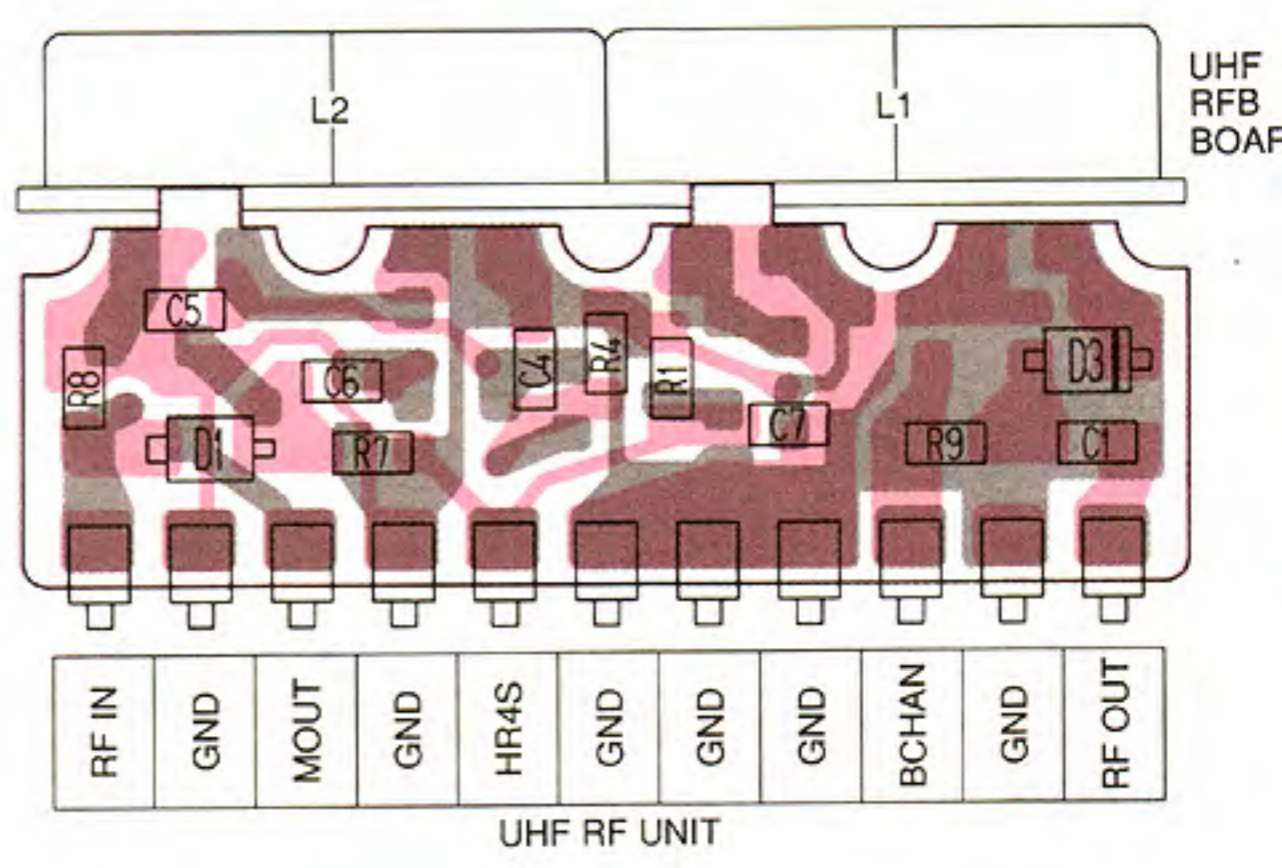 L2
L1
UHF
RFB
C5
R8
C6
C4
R4
R1
D3
C7
D1
R7
R9
C1
RF IN
GND
MOUT
GND
HR4S
GND
GND
GND
BCHAN
GND
RF OUT
UHF RF UNIT